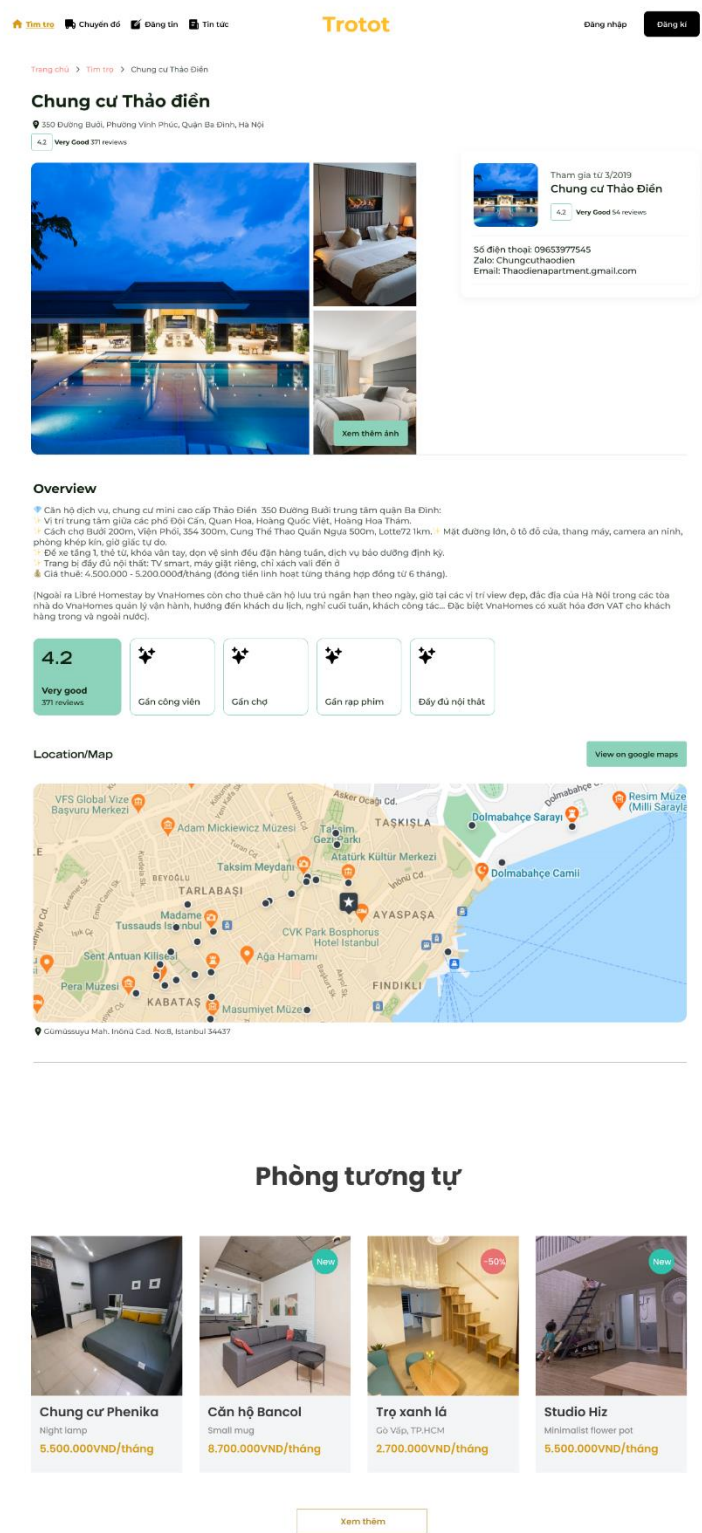 Tìm trọ Chuyển đồ Đăng tin Tin tức Trotot Đăng nhập Đăng kí
Trang chủ > Tìm trọ > Chung cư Thảo Điền
Chung cư Thảo điền
350 Đường Bưởi, Phường Vĩnh Phúc, Quận Ba Đình, Hà Nội
4.2 Very Good 371 reviews
Xem thêm ảnh
Tham gia từ 3/2019
Chung cư Thảo Điền
4.2 Very Good 54 reviews
Số điện thoại: 09653977545
Zalo: Chungcuthaodien
Email: Thaodienapartment.gmail.com
Overview
Căn hộ dịch vụ, chung cư mini cao cấp Thảo Điền 350 Đường Bưởi trung tâm quận Ba Đình:
Vị trí trung tâm giữa các phố Đội Cấn, Quan Hoa, Hoàng Quốc Việt, Hoàng Hoa Thám.
Cách chợ Bưởi 200m, Viện Phổi, 354 300m, Cung Thể Thao Quần Ngựa 500m, Lotte72 1km. Mặt đường lớn, ô tô đỗ cửa, thang máy, camera an ninh,
phòng khép kín, giờ giấc tự do.
Để xe tầng 1, thẻ từ, khóa vân tay, dọn vệ sinh đều đặn hàng tuần, dịch vụ bảo dưỡng định kỳ.
Trang bị đầy đủ nội thất: TV smart, máy giặt riêng, chỉ xách vali đến ở
Giá thuê: 4.500.000 - 5.200.000đ/tháng (đóng tiền linh hoạt từng tháng hợp đồng từ 6 tháng).
(Ngoài ra Libré Homestay by VnaHomes còn cho thuê căn hộ lưu trú ngắn hạn theo ngày, giờ tại các vị trí view đẹp, đắc địa của Hà Nội trong các tòa
nhà do VnaHomes quản lý vận hành, hướng đến khách du lịch, nghỉ cuối tuần, khách công tác... Đặc biệt VnaHomes có xuất hóa đơn VAT cho khách
hàng trong và ngoài nước).
4.2
Very good
371 reviews
Gần công viên
Gần chợ
Gần rạp phim
Đầy đủ nội thất
Location/Map
View on google maps
VFS Global Vize
Başvuru Merkezi
Asker Ocağı Cd.
Dolmabahçe
Resim Müze
(Milli Sarayla
Adam Mickiewicz Müzesi
Taksim
Gezi Parkı
TAŞKIŞLA
Dolmabahçe Sarayı
Turan Cd.
Taksim Meydanı
Atatürk Kültür Merkezi
BEYOĞLU
İnönü Cd.
Dolmabahçe Camii
TARLABAŞI
Madame
Tussauds Istanbul
AYASPAŞA
CVK Park Bosphorus
Hotel Istanbul
Sent Antuan Kilisesi
Ağa Hamamı
Pera Müzesi
FINDIKLI
KABATAŞ
Masumiyet Müze
Gümüssuyu Mah. Inönü Cad. No:8, Istanbul 34437
Phòng tương tự
New
-50%
New
Chung cư Phenika
Night lamp
5.500.000VND/tháng
Căn hộ Bancol
Small mug
8.700.000VND/tháng
Trọ xanh lá
Gò Vấp, TP.HCM
2.700.000VND/tháng
Studio Hiz
Minimalist flower pot
5.500.000VND/tháng
Xem thêm